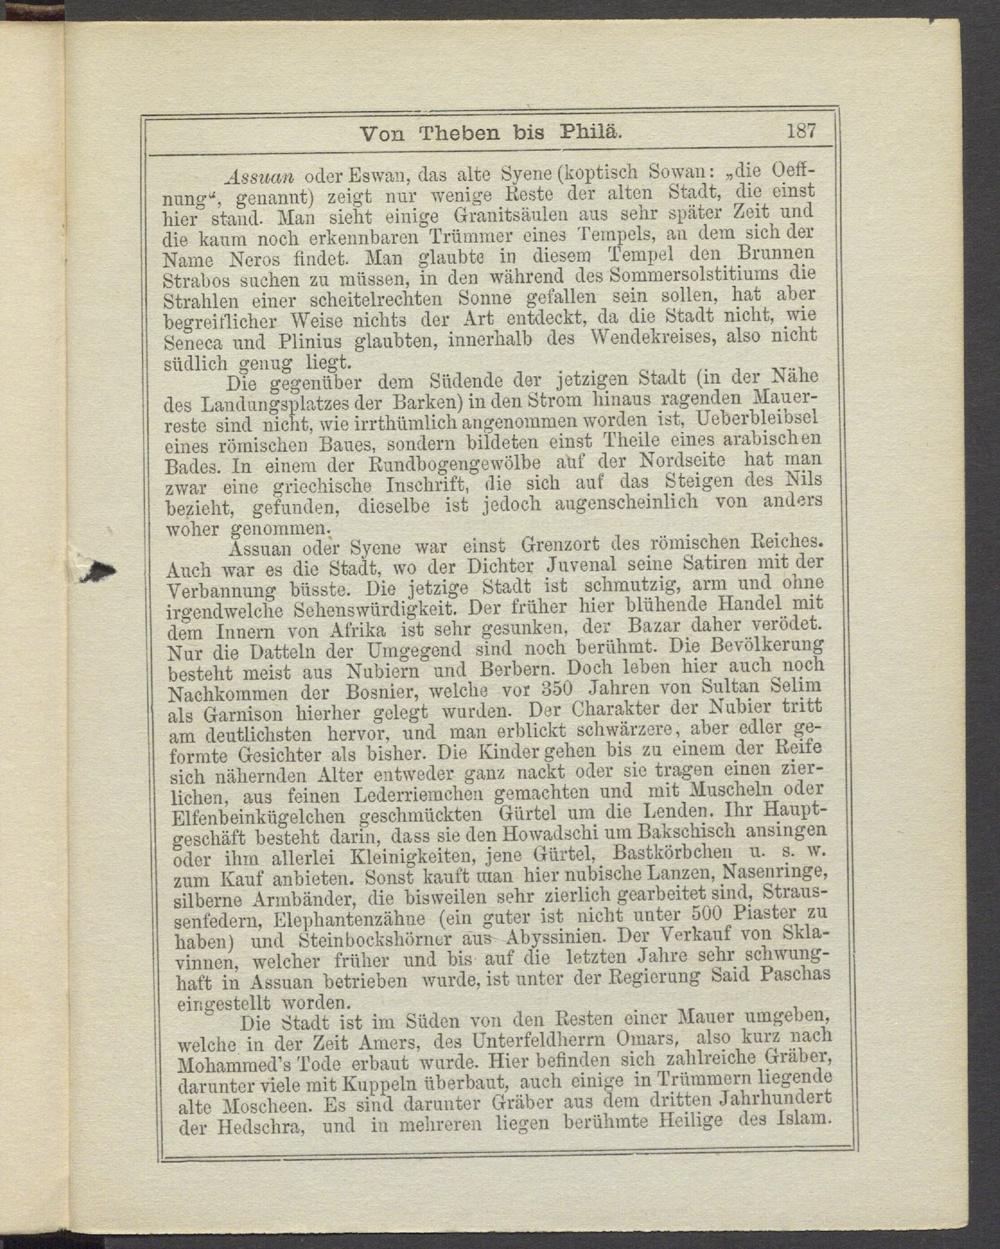 Von Theben bis Philä. 187
Assuan oder Eswan, das alte Syene (koptisch Sowan: „die Oeff-
nung“, genannt) zeigt nur wenige Reste der alten Stadt, die einst
hier stand. Man sieht einige Granitsäulen aus sehr später Zeit und
die kaum noch erkennbaren Trümmer eines Tempels, an dem sich der
Name Neros findet. Man glaubte in diesem Tempel den Brunnen
Strabos suchen zu müssen, in den während des Sommersolstitiums die
Strahlen einer scheitelrechten Sonne gefallen sein sollen, hat aber
begreiflicher Weise nichts der Art entdeckt, da die Stadt nicht, wie
Seneca und Plinius glaubten, innerhalb des Wendekreises, also nicht
südlich genug liegt.
Die gegenüber dem Südende der jetzigen Stadt (in der Nähe
des Landungsplatzes der Barken) in den Strom hinaus ragenden Mauer-
reste sind nicht, wie irrthümlich angenommen worden ist, Ueberbleibsel
eines römischen Baues, sondern bildeten einst Theile eines arabischen
Bades. In einem der Rundbogengewölbe auf der Nordseite hat man
zwar eine griechische Inschrift, die sich auf das Steigen des Nils
bezieht, gefunden, dieselbe ist jedoch augenscheinlich von anders
woher genommen.
Assuan oder Syene war einst Grenzort des römischen Reiches.
Auch war es die Stadt, wo der Dichter Juvenal seine Satiren mit der
Verbannung büsste. Die jetzige Stadt ist schmutzig, arm und ohne
irgendwelche Sehenswürdigkeit. Der früher hier blühende Handel mit
dem Innern von Afrika ist sehr gesunken, der Bazar daher verödet.
Nur die Datteln der Umgegend sind noch berühmt. Die Bevölkerung
besteht meist aus Nubiern und Berbern. Doch leben hier auch noch
Nachkommen der Bosnier, welche vor 350 Jahren von Sultan Selim
als Garnison hierher gelegt wurden. Der Charakter der Nubier tritt
am deutlichsten hervor, und man erblickt schwärzere, aber edler ge-
formte Gesichter als bisher. Die Kinder gehen bis zu einem der Reife
sich nähernden Alter entweder ganz nackt oder sie tragen einen zier-
lichen, aus feinen Lederriemchen gemachten und mit Muscheln oder
Elfenbeinkügelchen geschmückten Gürtel um die Lenden. Ihr Haupt-
geschäft besteht darin, dass sie den Howadschi um Bakschisch ansingen
oder ihm allerlei Kleinigkeiten, jene Gürtel, Bastkörbchen u. s. w.
zum Kauf anbieten. Sonst kauft man hier nubische Lanzen, Nasenringe,
silberne Armbänder, die bisweilen sehr zierlich gearbeitet sind, Straus-
senfedern, Elephantenzähne (ein guter ist nicht unter 500 Piaster zu
haben) und Steinbockshörner aus Abyssinien. Der Verkauf von Skla-
vinnen, welcher früher und bis auf die letzten Jahre sehr schwung-
haft in Assuan betrieben wurde, ist unter der Regierung Said Paschas
eingestellt worden.
Die Stadt ist im Süden von den Resten einer Mauer umgeben,
welche in der Zeit Amers, des Unterfeldherrn Omars, also kurz nach
Mohammed's Tode erbaut wurde. Hier befinden sich zahlreiche Gräber,
darunter viele mit Kuppeln überbaut, auch einige in Trümmern liegende
alte Moscheen. Es sind darunter Gräber aus dem dritten Jahrhundert
der Hedschra, und in mehreren liegen berühmte Heilige des Islam.